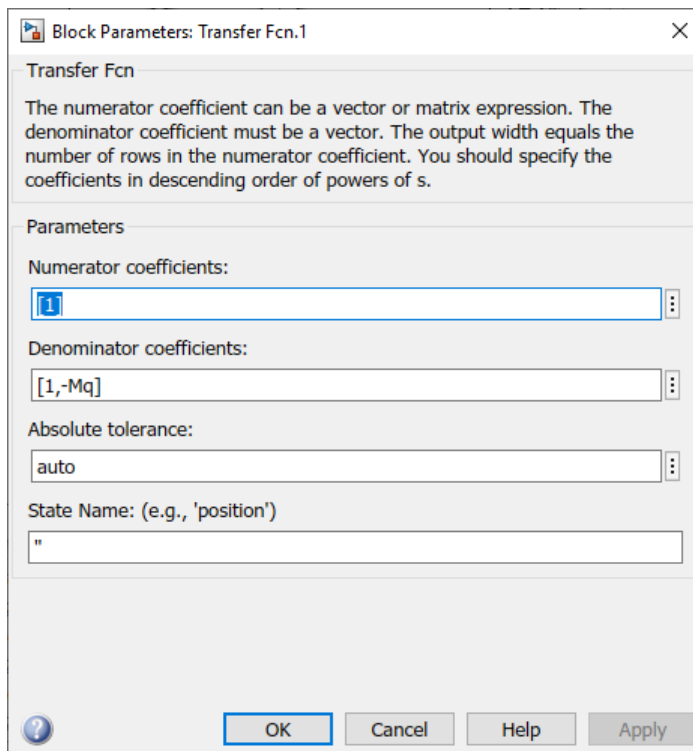 Block Parameters: Transfer Fcn.1
Transfer Fcn
The numerator coefficient can be a vector or matrix expression. The
denominator coefficient must be a vector. The output width equals the
number of rows in the numerator coefficient. You should specify the
coefficients in descending order of powers of s.
Parameters
Numerator coefficients:
[1]
Denominator coefficients:
[1,-Mq]
Absolute tolerance:
auto
State Name: (e.g., 'position')
''
OK Cancel Help Apply